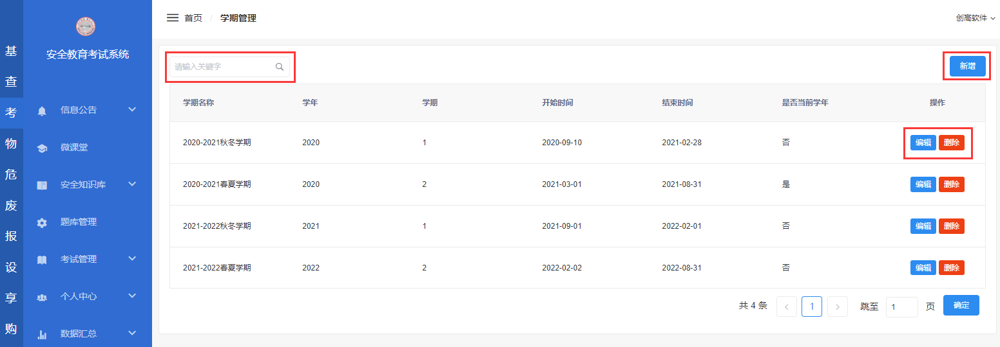 基
查
考
物
危
废
报
设
享
购
安全教育考试系统
信息公告
微课堂
安全知识库
题库管理
考试管理
个人中心
数据汇总
首页 / 学期管理
创高软件
请输入关键字
新增
学期名称 学年 学期 开始时间 结束时间 是否当前学年 操作
2020-2021秋冬学期 2020 1 2020-09-10 2021-02-28 否 编辑 删除
2020-2021春夏学期 2020 2 2021-03-01 2021-08-31 是 编辑 删除
2021-2022秋冬学期 2021 1 2021-09-01 2022-02-01 否 编辑 删除
2021-2022春夏学期 2022 2 2022-02-02 2022-08-31 否 编辑 删除
共 4 条 1 跳至 1 页 确定